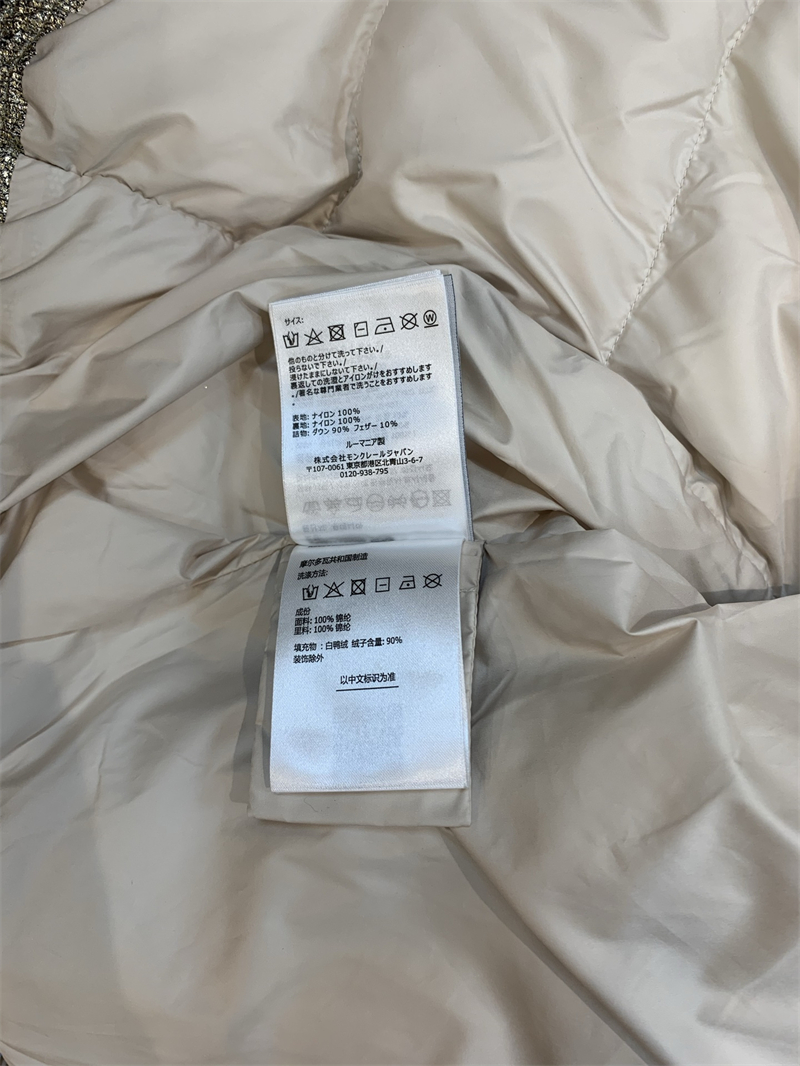 サイズ:
W
他のものと分けて洗って下さい。/
投らないで下さい。/
浸けたままにしないで下さい。/
裏返しての洗濯とアイロンがけをおすすめします
./著名な専門業者で洗うことをおすすめします
.
表地: ナイロン 100%
裏地: ナイロン 100%
詰物: ダウン 90% フェザー 10%
ルーマニア製
株式会社モンクレールジャパン
〒107-0061 東京都港区北青山3-6-7
0120-938-795
摩尔多瓦共和国制造
洗涤方法:
成份
面料: 100% 锦纶
里料: 100% 锦纶
填充物 : 白鸭绒 绒子含量: 90%
装饰除外
以中文标识为准